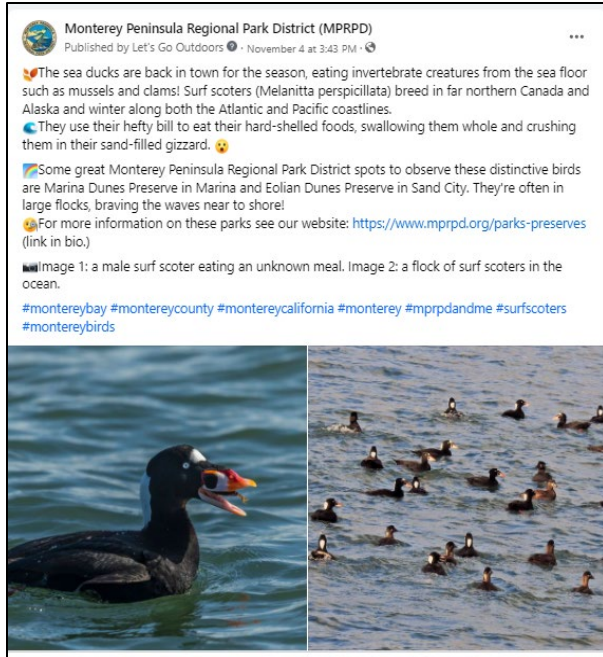 Monterey Peninsula Regional Park District (MPRPD)
Published by Let's Go Outdoors · November 4 at 3:43 PM ·
🍂The sea ducks are back in town for the season, eating invertebrate creatures from the sea floor
such as mussels and clams! Surf scoters (Melanitta perspicillata) breed in far northern Canada and
Alaska and winter along both the Atlantic and Pacific coastlines.
🌊They use their hefty bill to eat their hard-shelled foods, swallowing them whole and crushing
them in their sand-filled gizzard. 😮
🌈Some great Monterey Peninsula Regional Park District spots to observe these distinctive birds
are Marina Dunes Preserve in Marina and Eolian Dunes Preserve in Sand City. They're often in
large flocks, braving the waves near to shore!
🧐For more information on these parks see our website: https://www.mprpd.org/parks-preserves
(link in bio.)
📷Image 1: a male surf scoter eating an unknown meal. Image 2: a flock of surf scoters in the
ocean.
#montereybay #montereycounty #montereycalifornia #monterey #mprpdandme #surfscoters
#montereybirds